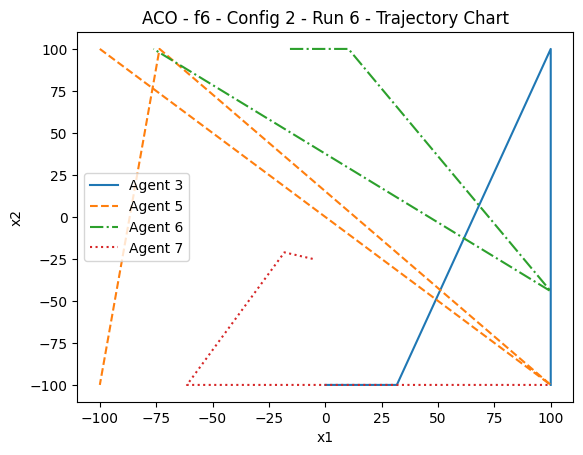 ACO - f6 - Config 2 - Run 6 - Trajectory Chart
100
75
50
25
0
−25
−50
−75
−100
x2
Agent 3
Agent 5
Agent 6
Agent 7
−100 −75 −50 −25 0 25 50 75 100
x1